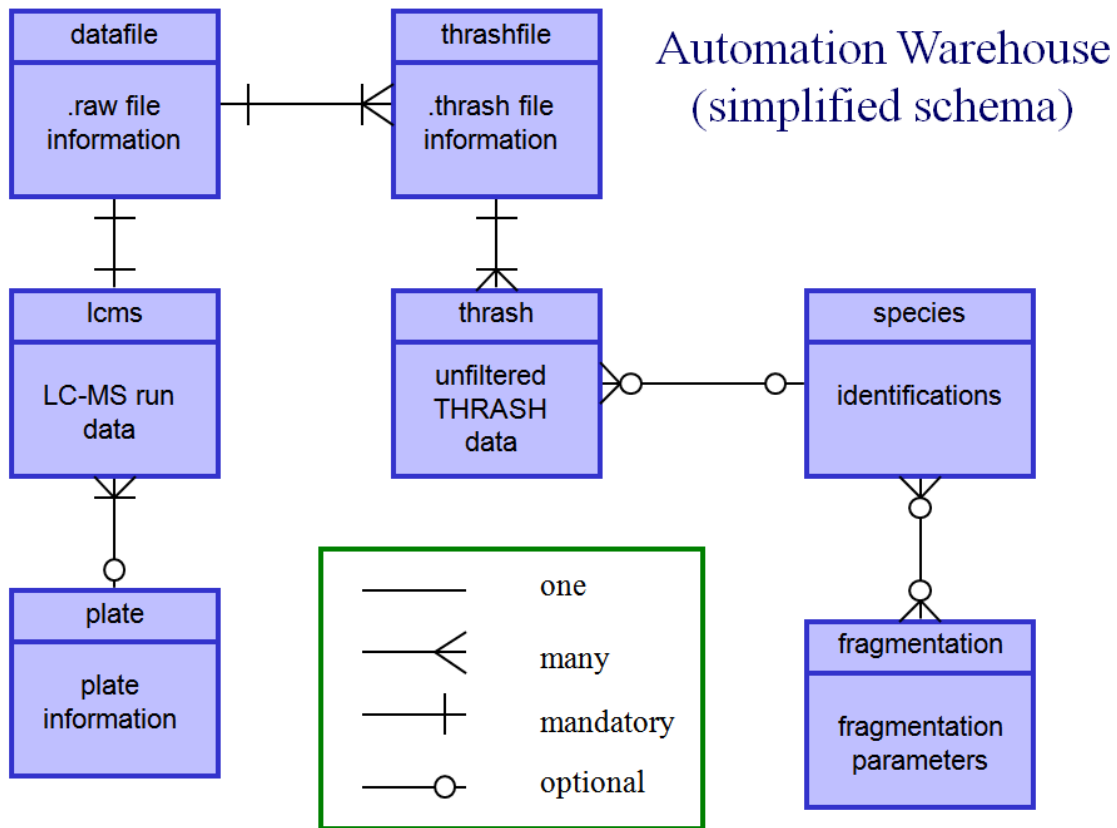 datafile
.raw file
information
thrashfile
.thrash file
information
Automation Warehouse
(simplified schema)
lcms
LC-MS run
data
thrash
unfiltered
THRASH
data
species
identifications
plate
plate
information
one
many
mandatory
optional
fragmentation
fragmentation
parameters